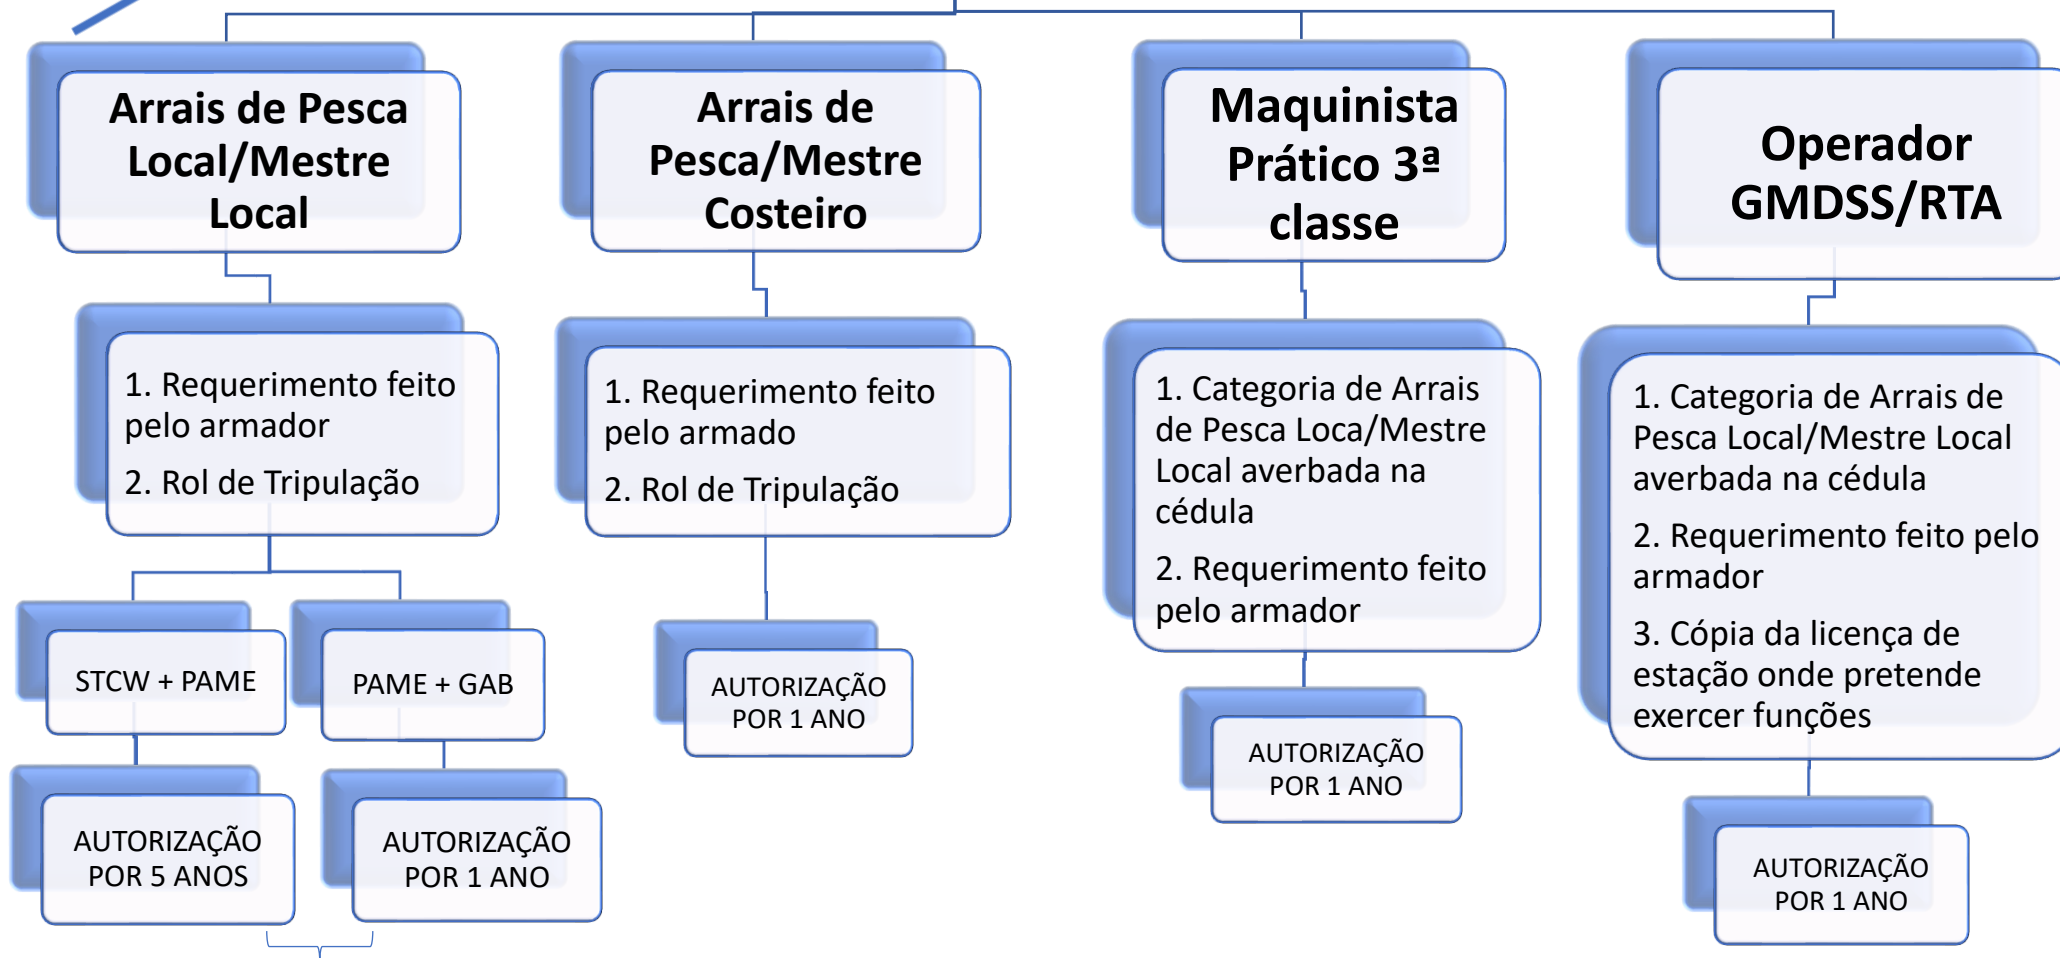 Arrais de Pesca
Local/Mestre
Local
1. Requerimento feito
pelo armador
2. Rol de Tripulação
STCW + PAME
AUTORIZAÇÃO
POR 5 ANOS
PAME + GAB
AUTORIZAÇÃO
POR 1 ANO
Arrais de
Pesca/Mestre
Costeiro
1. Requerimento feito
pelo armado
2. Rol de Tripulação
AUTORIZAÇÃO
POR 1 ANO
Maquinista
Prático 3ª
classe
1. Categoria de Arrais
de Pesca Loca/Mestre
Local averbada na
cédula
2. Requerimento feito
pelo armador
AUTORIZAÇÃO
POR 1 ANO
Operador
GMDSS/RTA
1. Categoria de Arrais de
Pesca Local/Mestre Local
averbada na cédula
2. Requerimento feito pelo
armador
3. Cópia da licença de
estação onde pretende
exercer funções
AUTORIZAÇÃO
POR 1 ANO